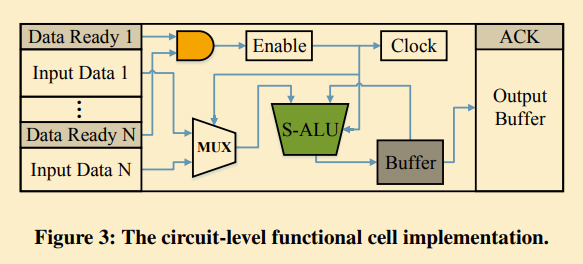 Data Ready 1
Input Data 1
⋮
Data Ready N
Input Data N
Enable
Clock
MUX
S-ALU
Buffer
ACK
Output
Buffer
Figure 3: The circuit-level functional cell implementation.